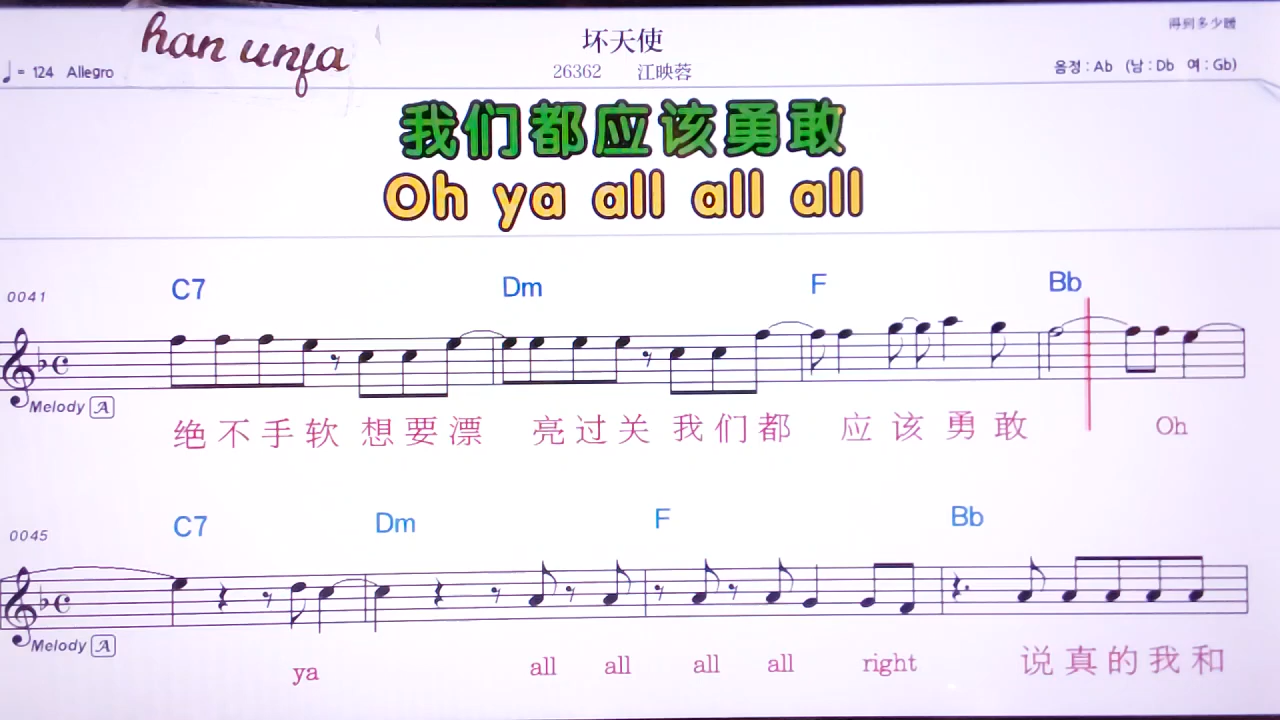 han unfa
坏天使
得到多少暧
♩= 124 Allegro
26362 江映蓉
음정 : Ab (남 : Db 여 : Gb)
我们都应该勇敢
Oh ya all all all
C7 Dm F Bb
0041
Melody A
绝不手软 想要漂 亮过关 我们都 应该勇敢 Oh
C7 Dm F Bb
0045
Melody A
ya all all all all right 说真的我和